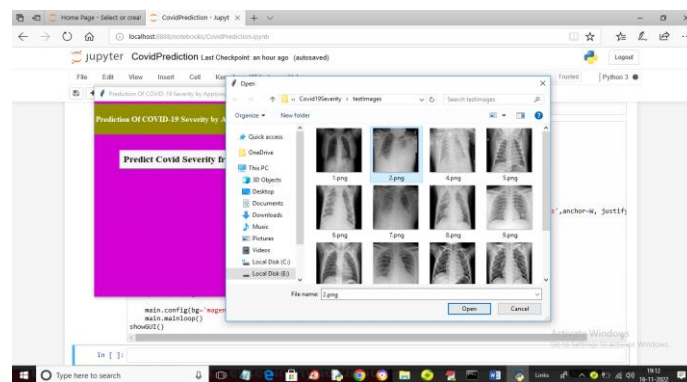 Home Page - Select or creat
CovidPrediction - Jupyt
localhost:8888/notebooks/CovidPrediction.ipynb
jupyter CovidPrediction Last Checkpoint: an hour ago (autosaved)
Logout
File Edit View Insert Cell
Trusted
Python 3
Prediction Of COVID-19 Severity by Applying
Prediction Of COVID-19 Severity by A
Predict Covid Severity fr
Open
Covid19Severity
testImages
Search testImages
Organize
New folder
Quick access
OneDrive
This PC
3D Objects
Desktop
Documents
Downloads
Music
Pictures
Videos
Local Disk (C:)
Local Disk (E:)
1.png 2.png 4.png 5.png
6.png 7.png 8.png 9.png
File name: 2.png
Open Cancel
',anchor=W, justify
main.config(bg='magen
main.mainloop()
showGUI()
In [ ]:
Activate Windows
Go to Settings to activate Windows.
Type here to search
Links
19:12
16-11-2022